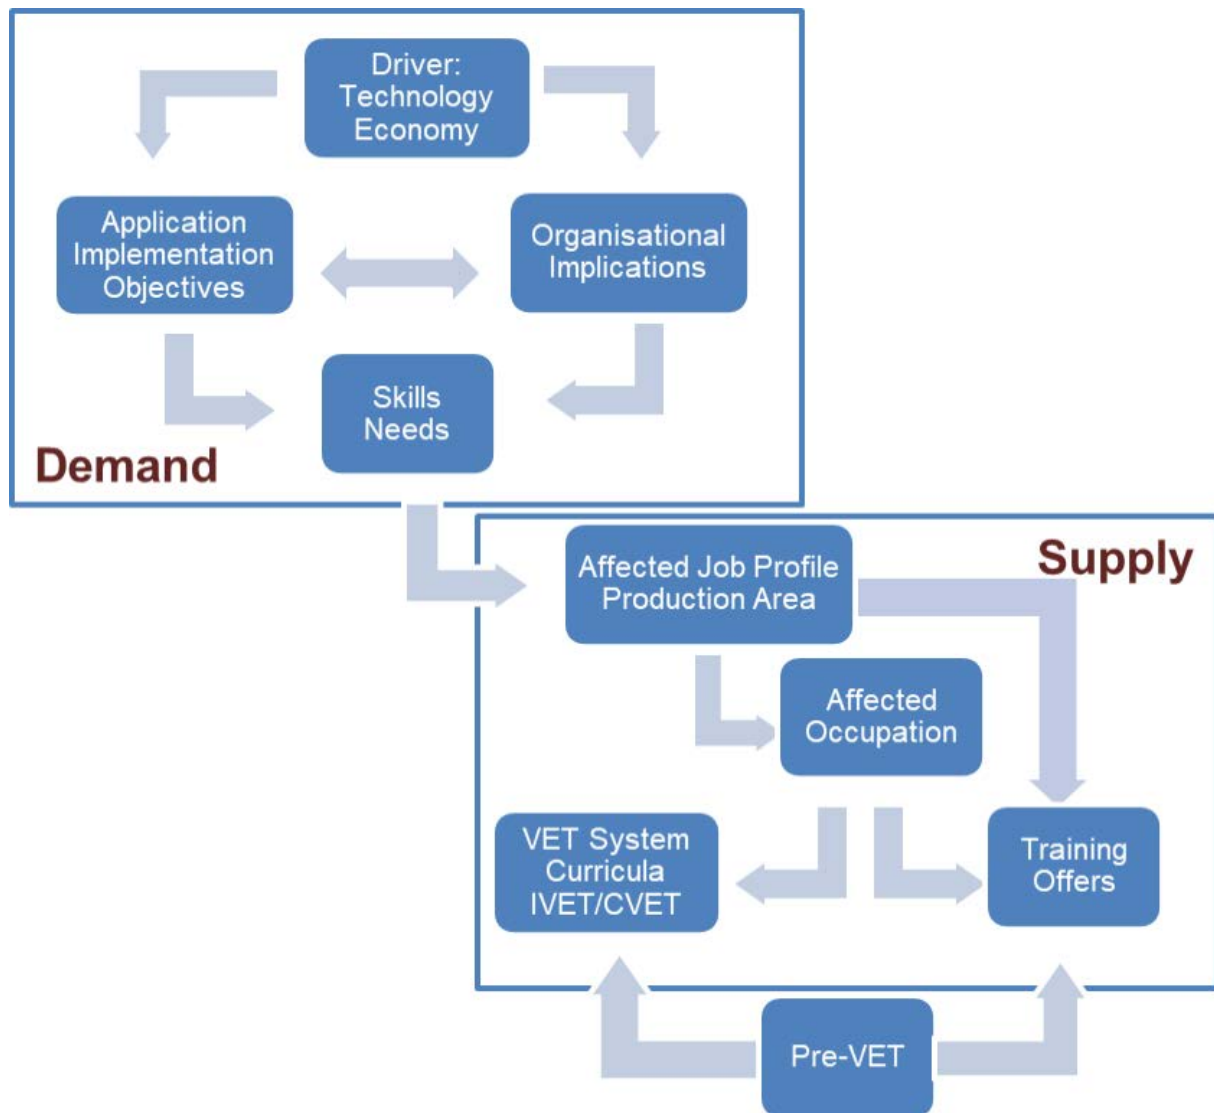 Driver:
Technology
Economy
Application
Implementation
Objectives
Organisational
Implications
Skills
Needs
Demand
Supply
Affected Job Profile
Production Area
Affected
Occupation
VET System
Curricula
IVET/CVET
Training
Offers
Pre-VET